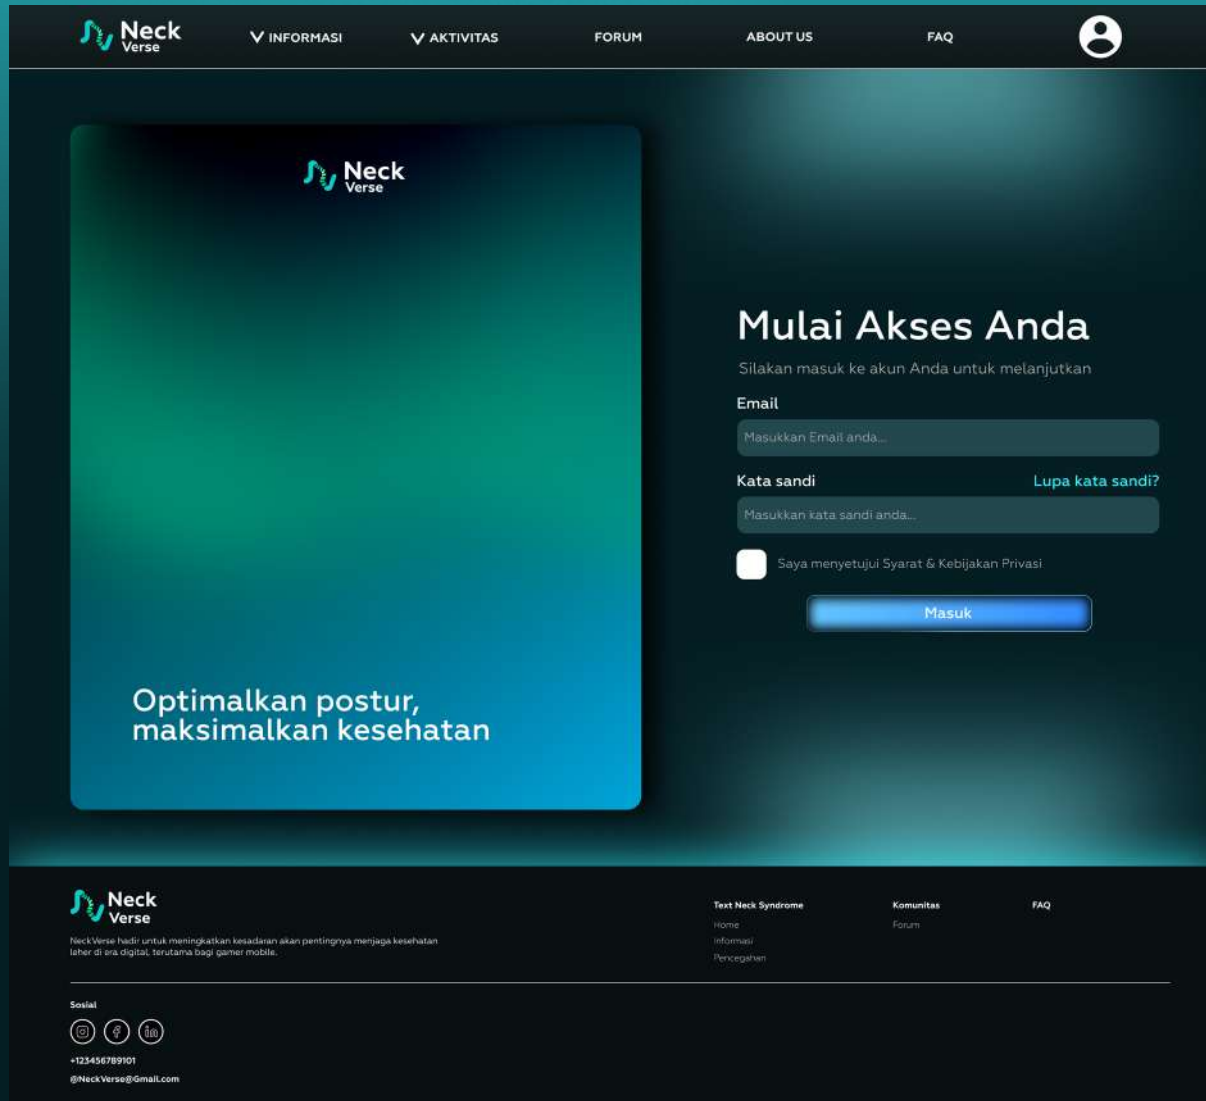 Neck
Verse
INFORMASI
AKTIVITAS
FORUM
ABOUT US
FAQ
Neck
Verse
Optimalkan postur,
maksimalkan kesehatan
Mulai Akses Anda
Silakan masuk ke akun Anda untuk melanjutkan
Email
Masukkan Email anda...
Kata sandi
Lupa kata sandi?
Masukkan kata sandi anda...
Saya menyetujui Syarat & Kebijakan Privasi
Masuk
Neck
Verse
NeckVerse hadir untuk meningkatkan kesadaran akan pentingnya menjaga kesehatan
leher di era digital, terutama bagi gamer mobile.
Text Neck Syndrome
Home
Informasi
Pencegahan
Komunitas
Forum
FAQ
Sosial
+123456789101
@NeckVerse@Gmail.com